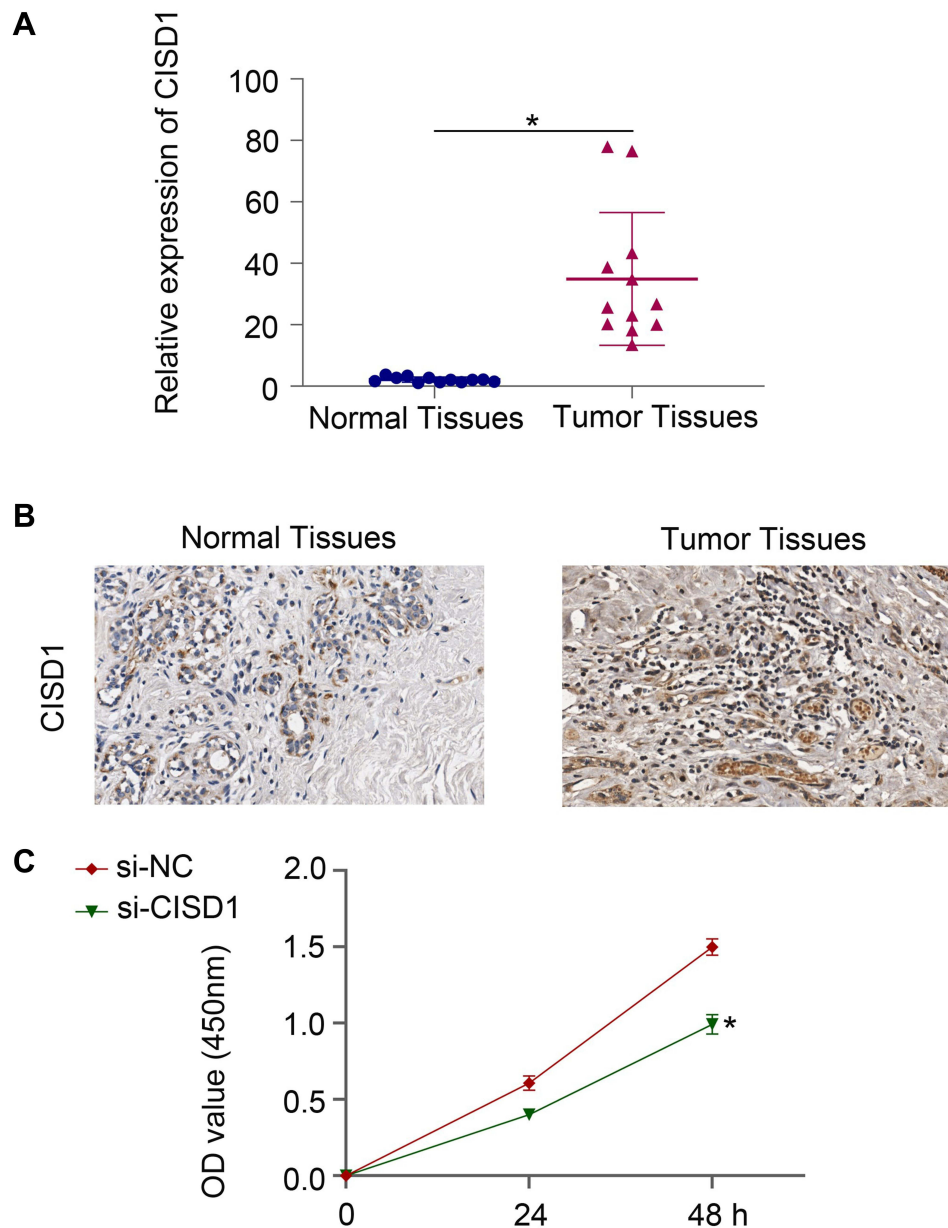 A
Relative expression of CISD1
100
80
60
40
20
0
*
Normal Tissues
Tumor Tissues
B
Normal Tissues
Tumor Tissues
CISD1
C
si-NC
si-CISD1
OD value (450nm)
2.0
1.5
1.0
0.5
0.0
*
0
24
48 h